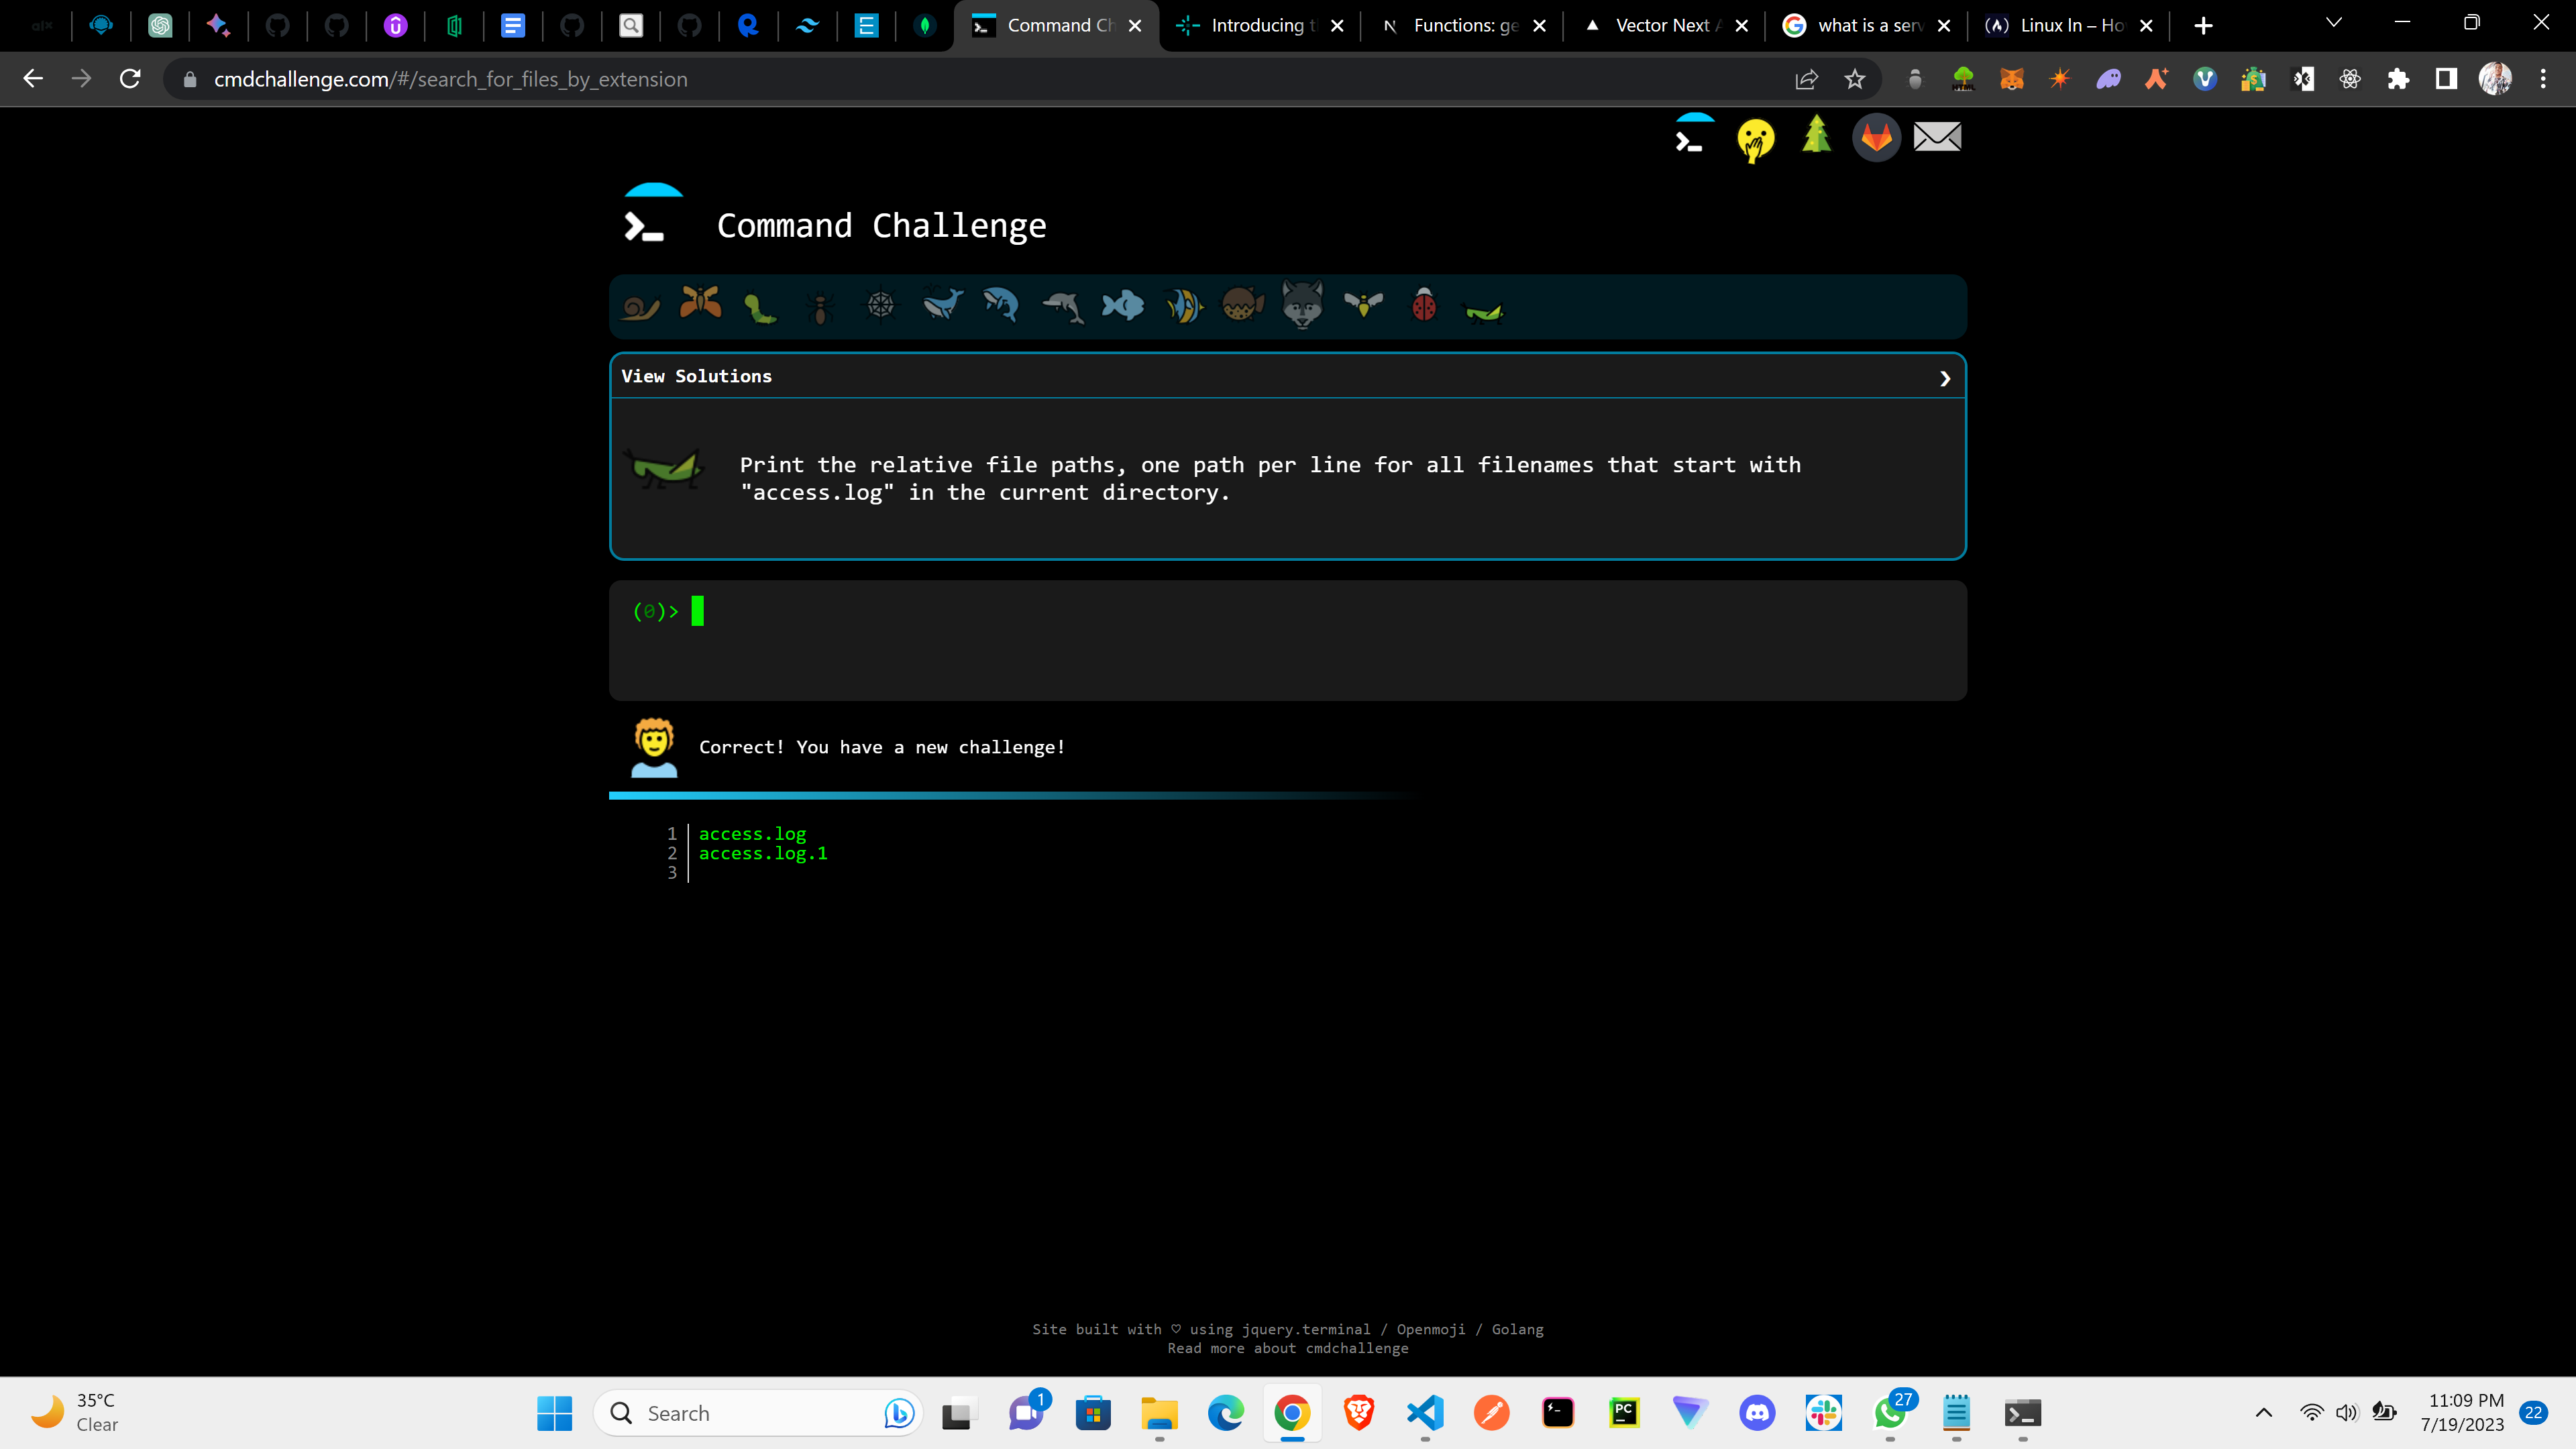 Command Ch
Introducing t
Functions: ge
Vector Next A
what is a serv
Linux In – Ho
cmdchallenge.com/#/search_for_files_by_extension
Command Challenge
View Solutions
Print the relative file paths, one path per line for all filenames that start with
"access.log" in the current directory.
(0)>
Correct! You have a new challenge!
1 access.log
2 access.log.1
3
Site built with ♡ using jquery.terminal / Openmoji / Golang
Read more about cmdchallenge
35°C
Clear
Search
1
PC
27
11:09 PM
7/19/2023
22